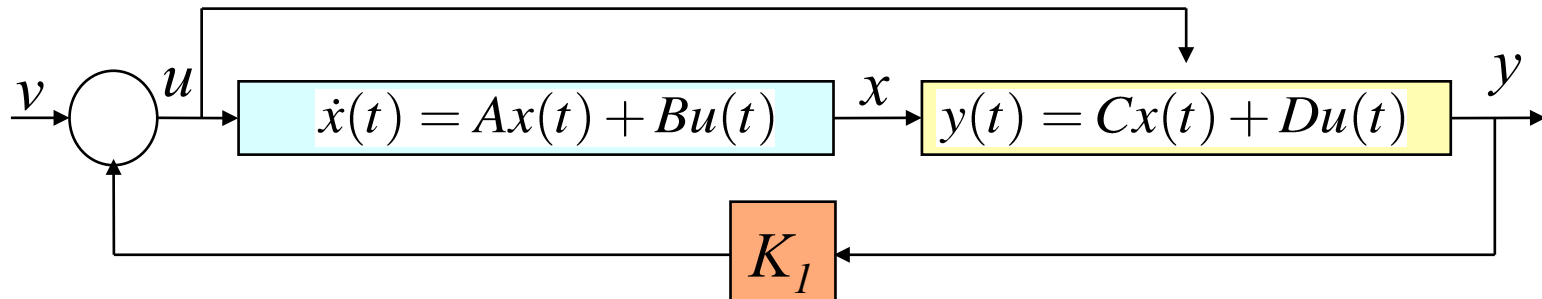 v
u
ẋ(t) = Ax(t) + Bu(t)
x
y(t) = Cx(t) + Du(t)
y
K₁